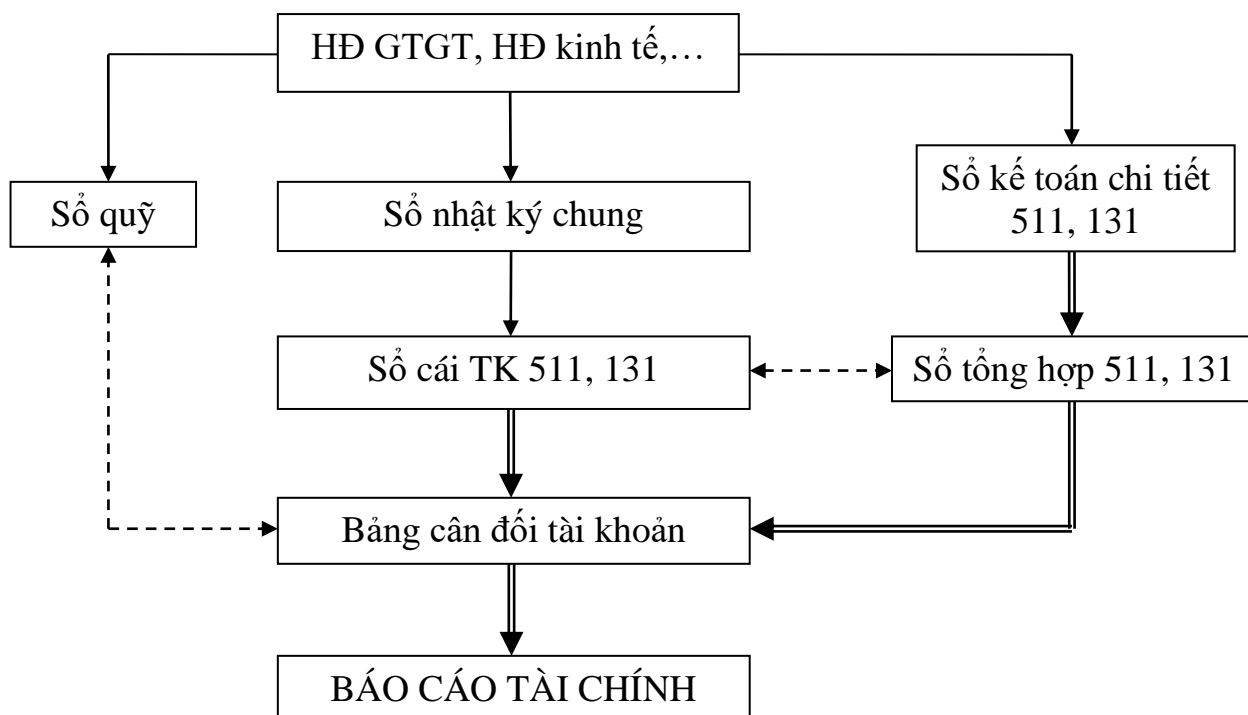 HĐ GTGT, HĐ kinh tế,…
Sổ quỹ
Sổ nhật ký chung
Sổ kế toán chi tiết
511, 131
Sổ cái TK 511, 131
Sổ tổng hợp 511, 131
Bảng cân đối tài khoản
BÁO CÁO TÀI CHÍNH